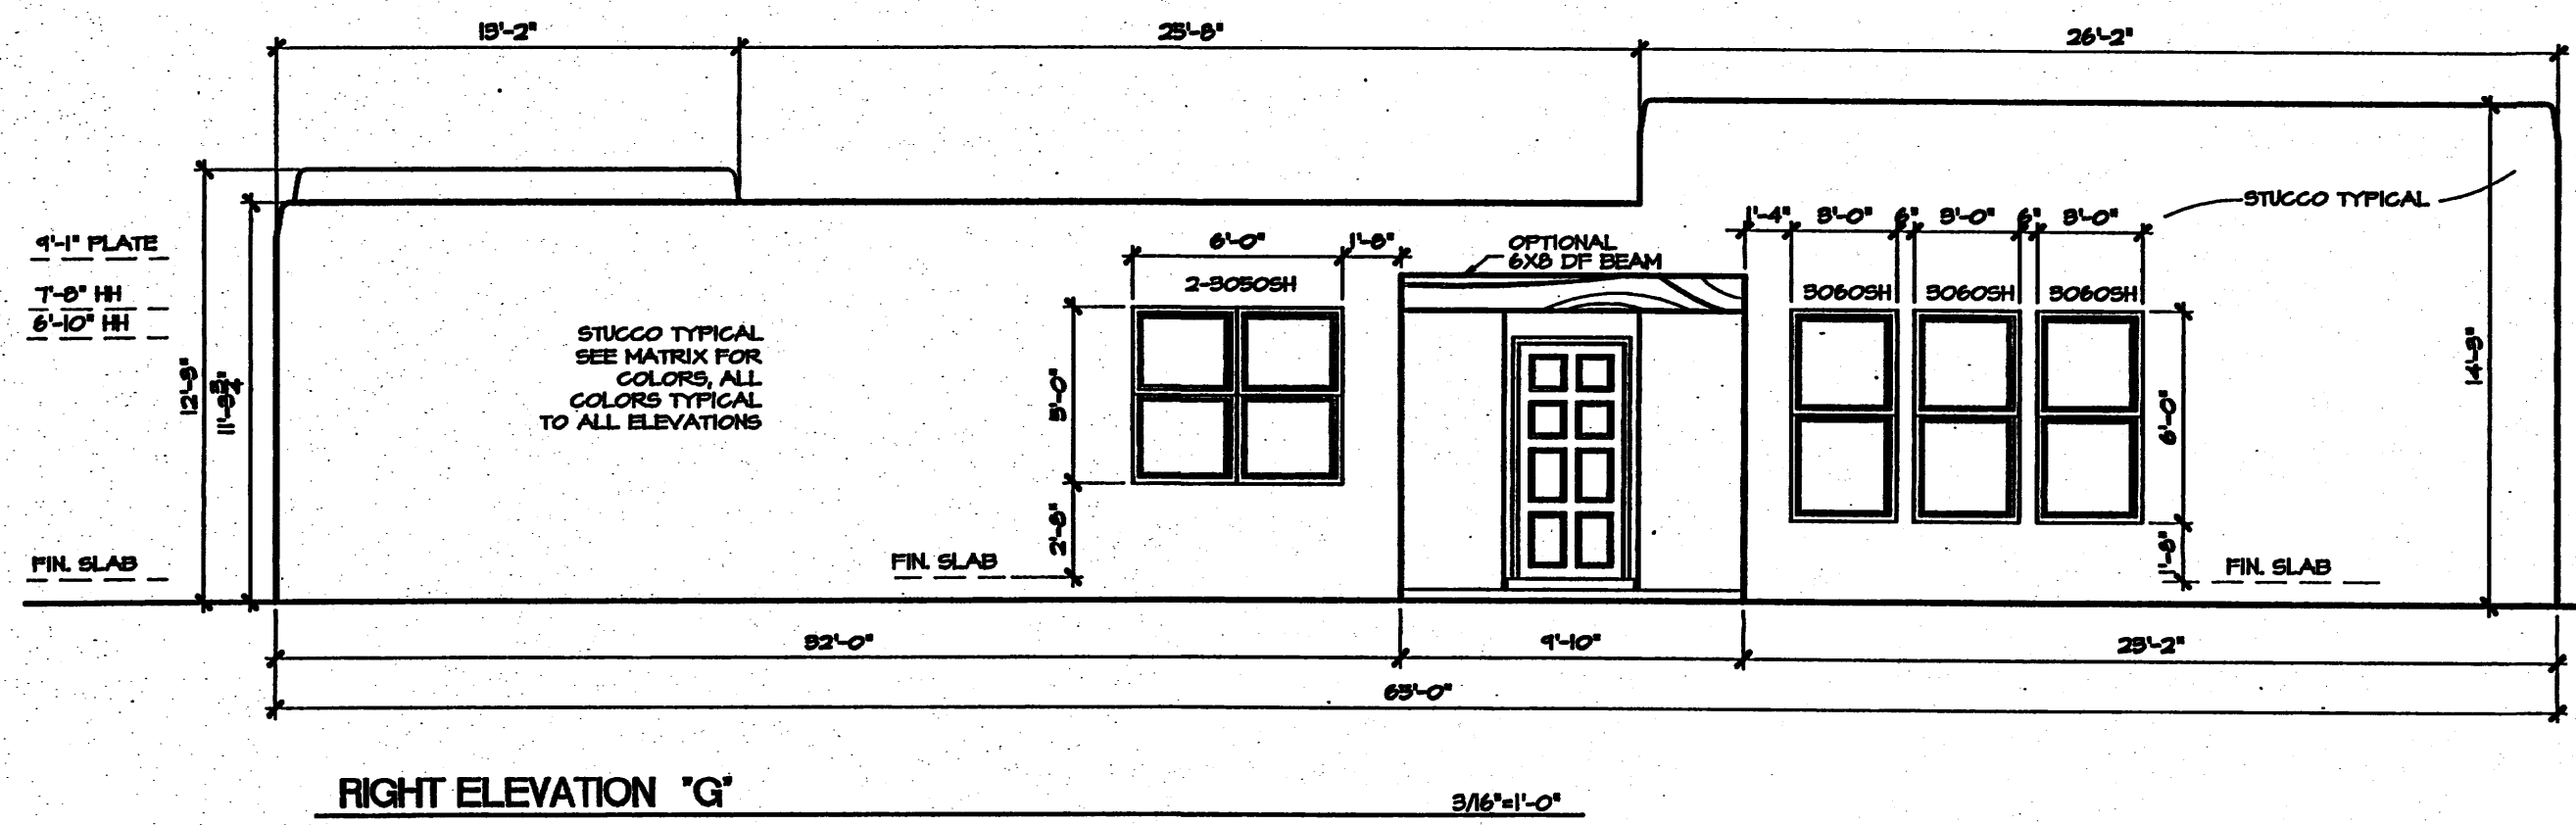 13'-2"
25'-8"
26'-2"
STUCCO TYPICAL
1'-4"
3'-0"
6"
3'-0"
6"
3'-0"
9'-1" PLATE
6'-0"
1'-8"
OPTIONAL
6X8 DF BEAM
7'-8" HH
2-3050SH
3060SH
3060SH
3060SH
6'-10" HH
STUCCO TYPICAL
SEE MATRIX FOR
COLORS, ALL
COLORS TYPICAL
TO ALL ELEVATIONS
12'-3"
11'-3 3/4"
5'-0"
14'-3"
6'-0"
2'-8"
1'-8"
FIN. SLAB
FIN. SLAB
FIN. SLAB
32'-0"
9'-10"
23'-2"
65'-0"
RIGHT ELEVATION "G"
3/16"=1'-0"